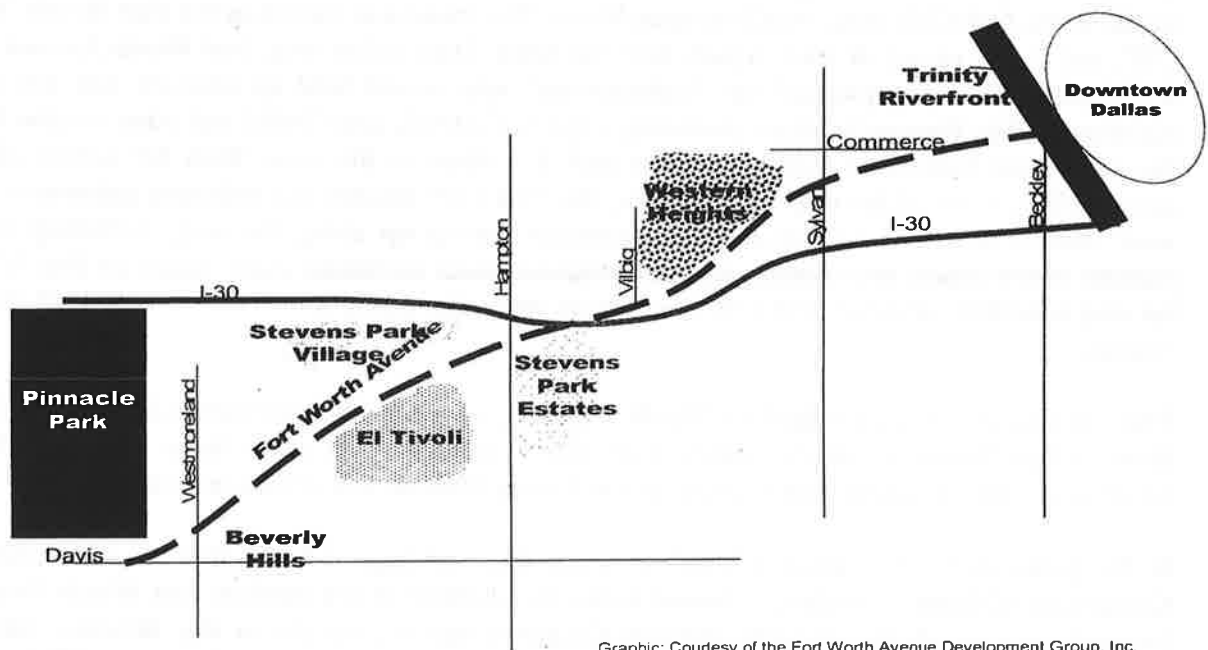 Trinity
Riverfront
Downtown
Dallas
Commerce
Western
Heights
Hampton
Vilbig
Sylvan
Beckley
I-30
I-30
Stevens Park
Village
Fort Worth Avenue
Stevens
Park
Estates
Pinnacle
Park
Westmoreland
El Tivoli
Beverly
Hills
Davis
Graphic: Courtesy of the Fort Worth Avenue Development Group, Inc